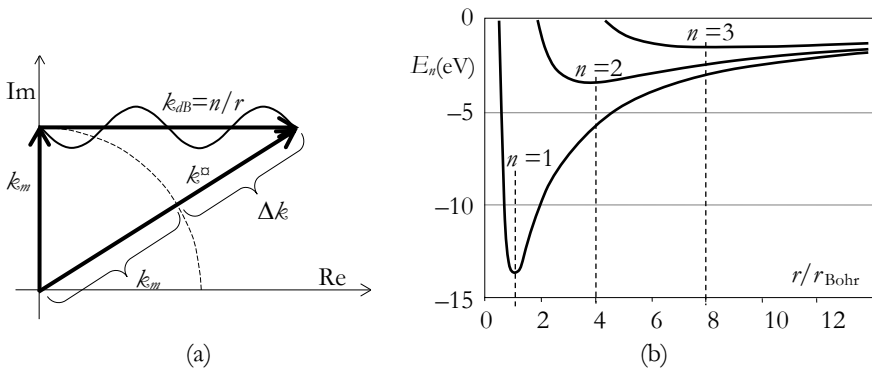 Im
k_dB=n/r
k_m
k¤
Δk
k_m
Re
(a)
0
E_n(eV)
−5
−10
−15
n=3
n=2
n=1
r/r_Bohr
0 2 4 6 8 10 12
(b)